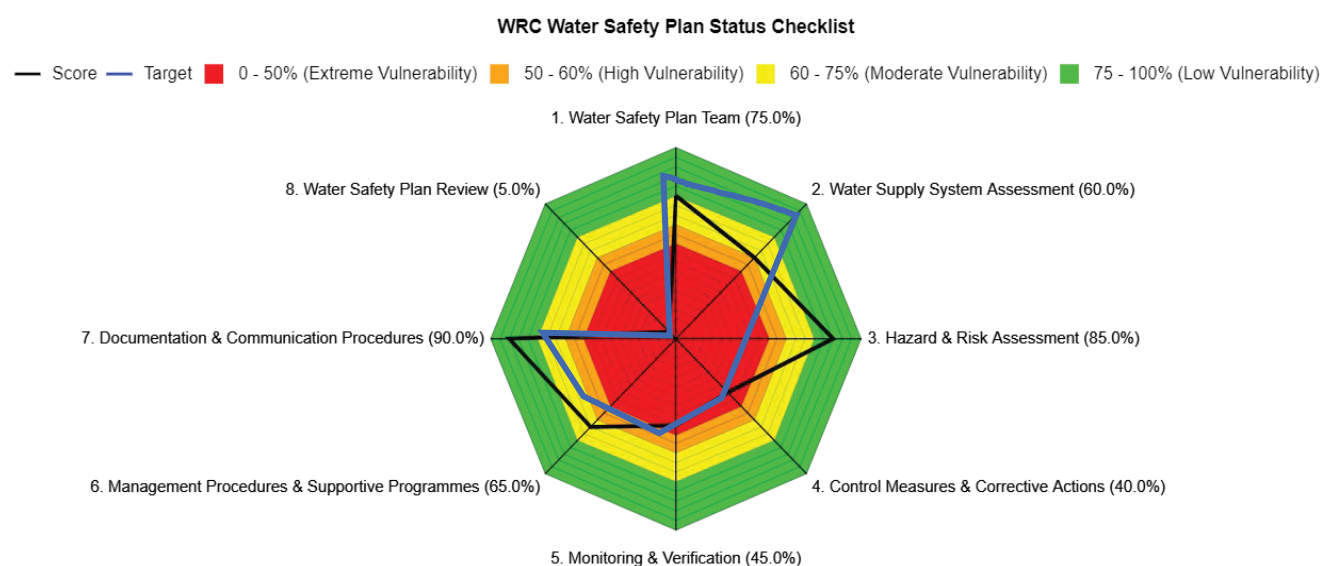 WRC Water Safety Plan Status Checklist
Score Target 0 - 50% (Extreme Vulnerability) 50 - 60% (High Vulnerability) 60 - 75% (Moderate Vulnerability) 75 - 100% (Low Vulnerability)
1. Water Safety Plan Team (75.0%)
8. Water Safety Plan Review (5.0%)
2. Water Supply System Assessment (60.0%)
7. Documentation & Communication Procedures (90.0%)
3. Hazard & Risk Assessment (85.0%)
6. Management Procedures & Supportive Programmes (65.0%)
4. Control Measures & Corrective Actions (40.0%)
5. Monitoring & Verification (45.0%)